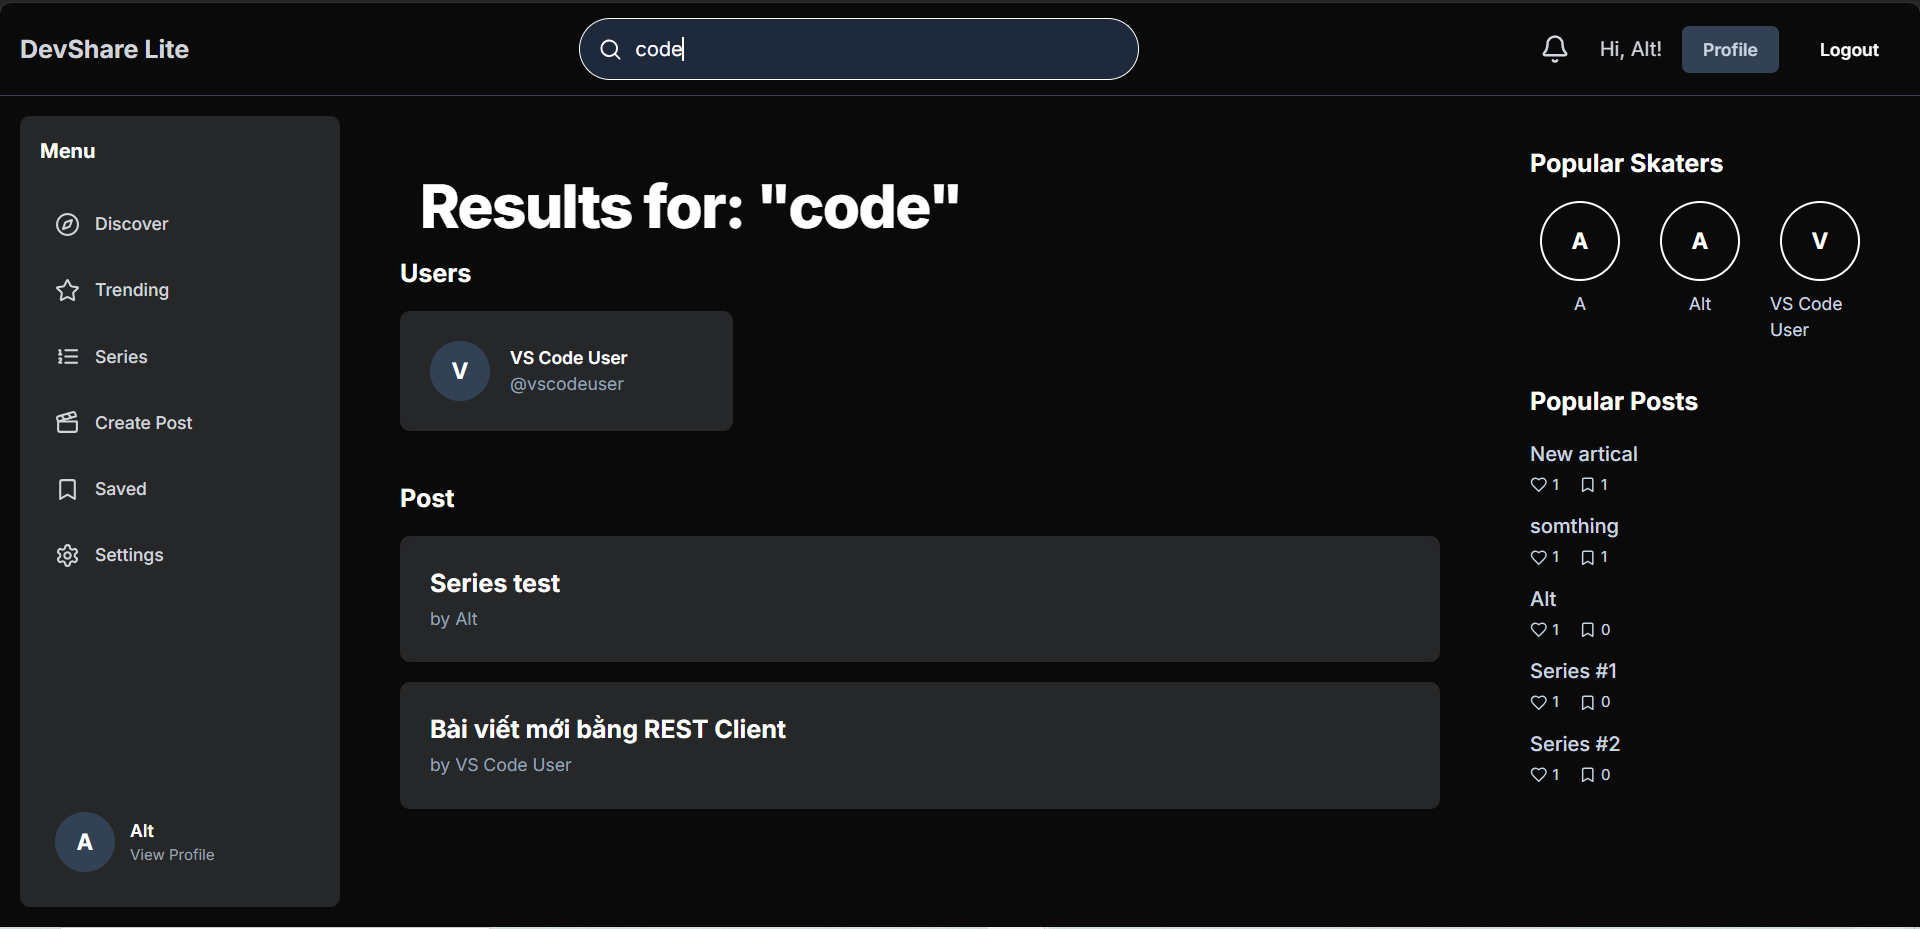 DevShare Lite
code
Hi, Alt!
Profile
Logout
Menu
Discover
Trending
Series
Create Post
Saved
Settings
A
Alt
View Profile
Results for: "code"
Users
V
VS Code User
@vscodeuser
Post
Series test
by Alt
Bài viết mới bằng REST Client
by VS Code User
Popular Skaters
A
A
V
A
Alt
VS Code
User
Popular Posts
New artical
1 1
somthing
1 1
Alt
1 0
Series #1
1 0
Series #2
1 0